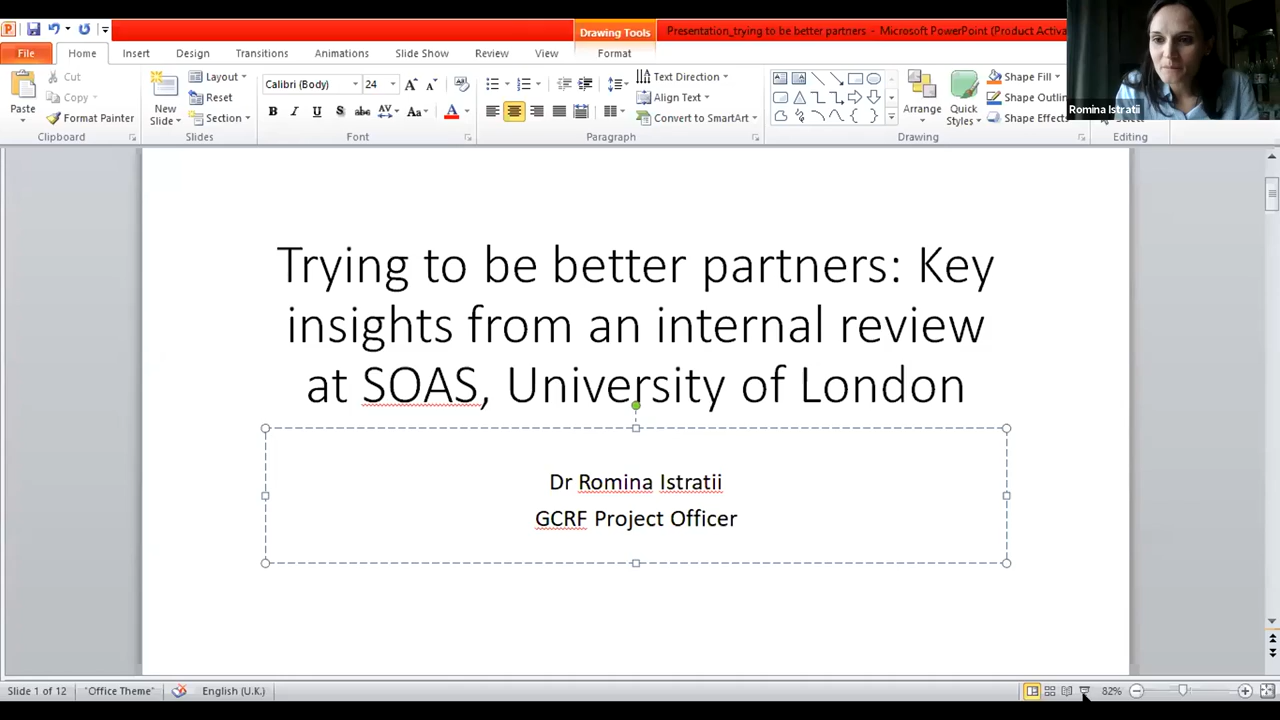 Drawing Tools
Presentation_trying to be better partners - Microsoft PowerPoint (Product Activa
File Home Insert Design Transitions Animations Slide Show Review View Format
Paste
Cut
Copy
Format Painter
Clipboard
New Slide
Layout
Reset
Section
Slides
Calibri (Body) 24
B I U S abc AV Aa A
Font
Text Direction
Align Text
Convert to SmartArt
Paragraph
Arrange
Quick Styles
Shape Fill
Shape Outlin
Shape Effects
Drawing
Editing
Romina Istratii
Trying to be better partners: Key
insights from an internal review
at SOAS, University of London
Dr Romina Istratii
GCRF Project Officer
Slide 1 of 12 "Office Theme" English (U.K.) 82%